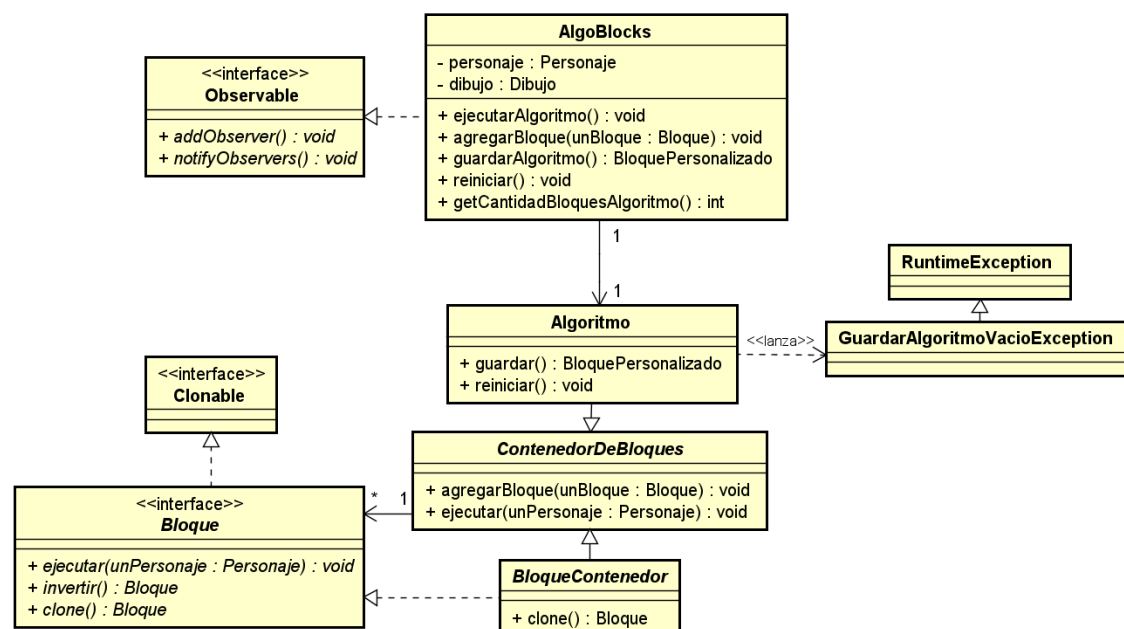 AlgoBlocks
- personaje : Personaje
- dibujo : Dibujo
+ ejecutarAlgoritmo() : void
+ agregarBloque(unBloque : Bloque) : void
+ guardarAlgoritmo() : BloquePersonalizado
+ reiniciar() : void
+ getCantidadBloquesAlgoritmo() : int
<<interface>>
Observable
+ addObserver() : void
+ notifyObservers() : void
1
1
RuntimeException
Algoritmo
+ guardar() : BloquePersonalizado
+ reiniciar() : void
<<lanza>>
GuardarAlgoritmoVacioException
<<interface>>
Clonable
ContenedorDeBloques
+ agregarBloque(unBloque : Bloque) : void
+ ejecutar(unPersonaje : Personaje) : void
* 1
<<interface>>
Bloque
+ ejecutar(unPersonaje : Personaje) : void
+ invertir() : Bloque
+ clone() : Bloque
BloqueContenedor
+ clone() : Bloque